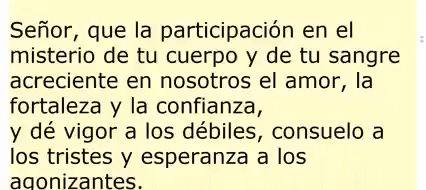 Señor, que la participación en el
misterio de tu cuerpo y de tu sangre
acreciente en nosotros el amor, la
fortaleza y la confianza,
y dé vigor a los débiles, consuelo a
los tristes y esperanza a los
agonizantes.